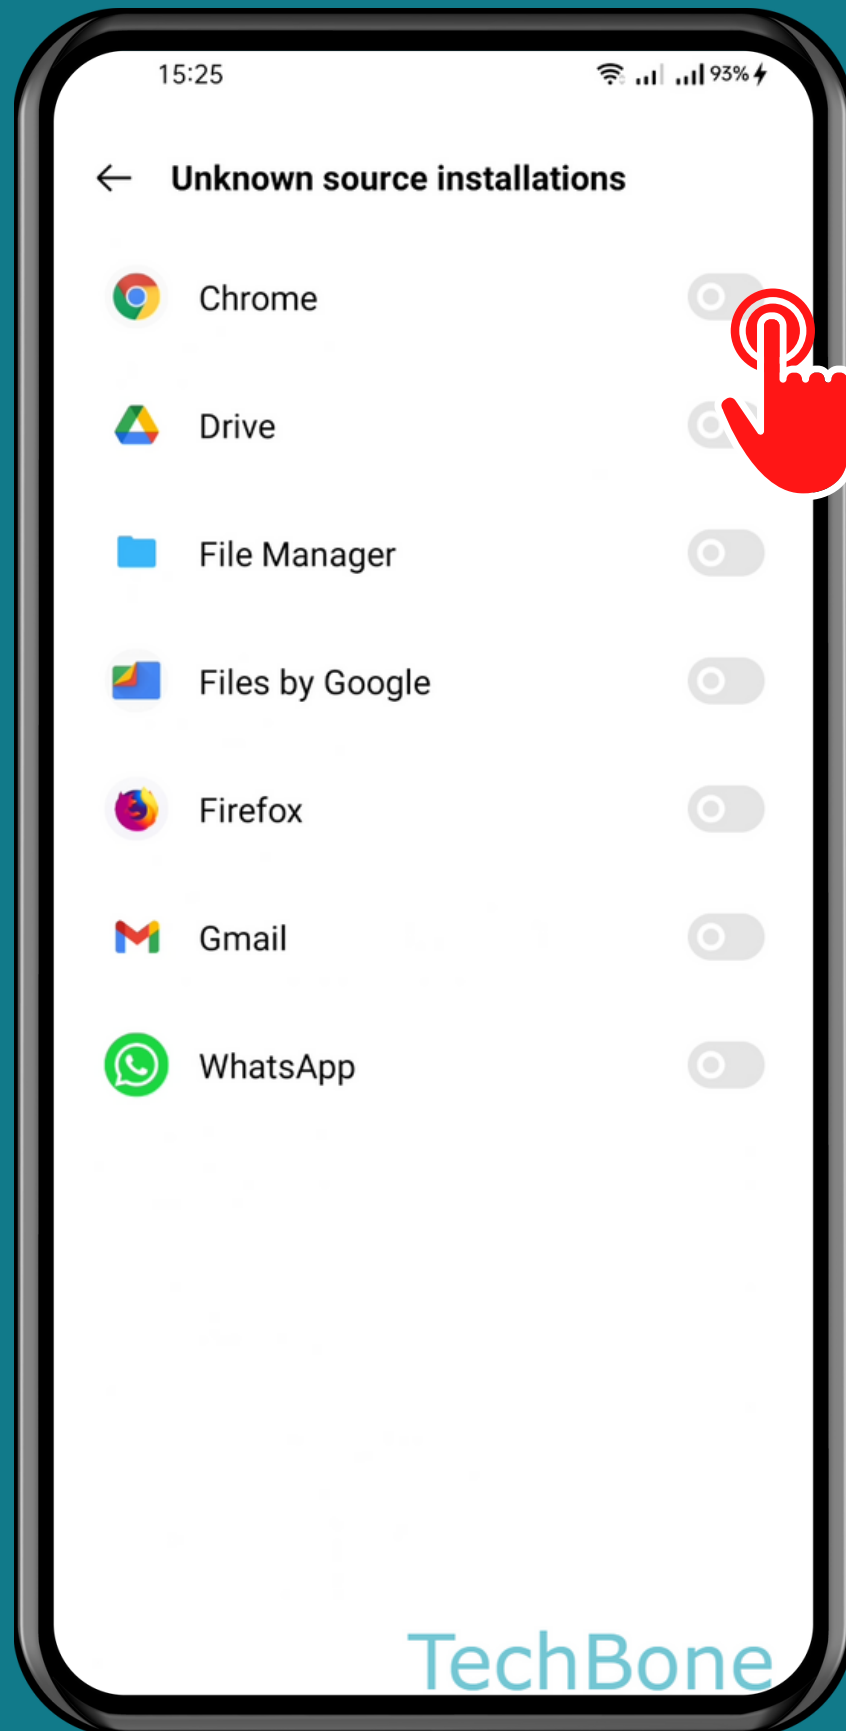 15:25
93%
Unknown source installations
Chrome
Drive
File Manager
Files by Google
Firefox
Gmail
WhatsApp
TechBone